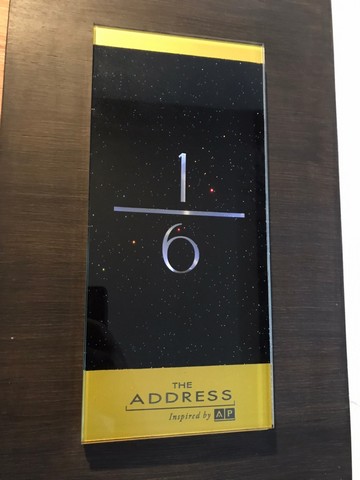 1
6
THE
ADDRESS
Inspired by AP